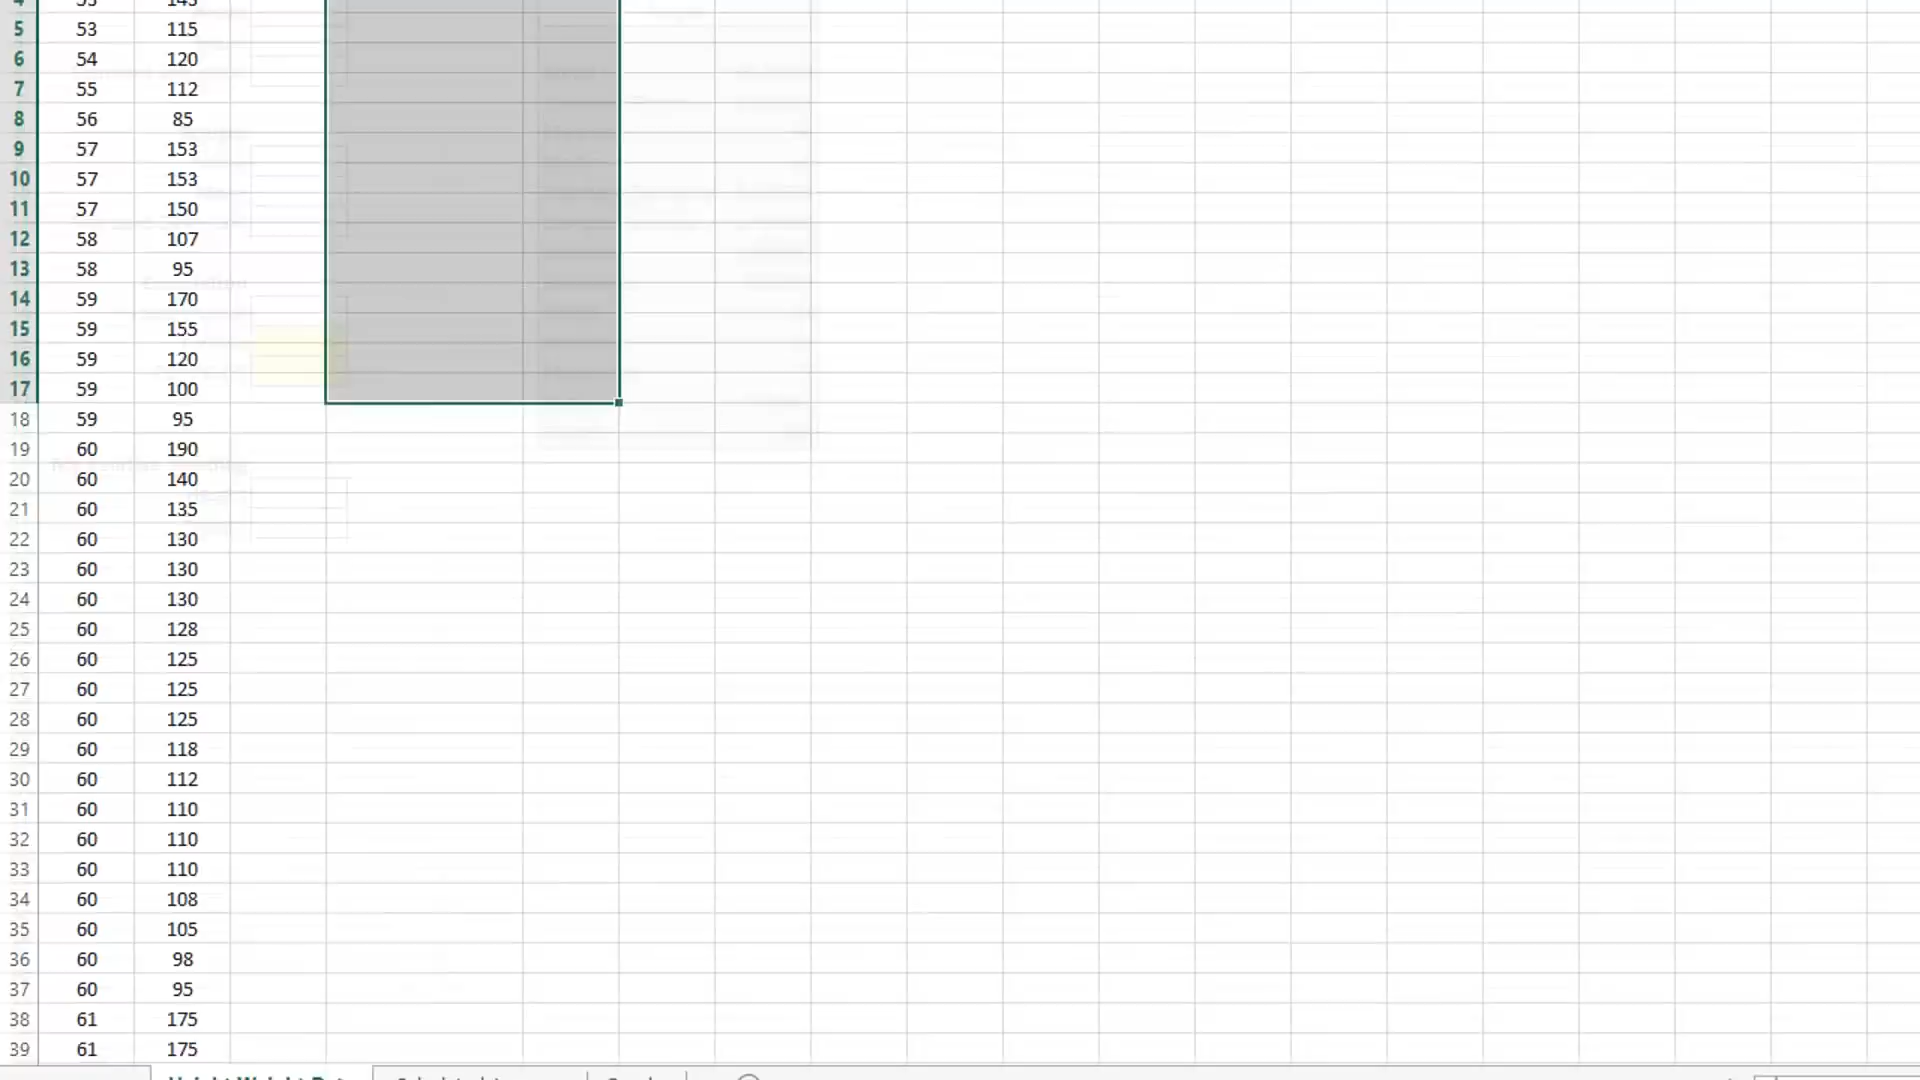 4 53 143
5 53 115
6 54 120
7 55 112
8 56 85
9 57 153
10 57 153
11 57 150
12 58 107
13 58 95
14 59 170
15 59 155
16 59 120
17 59 100
18 59 95
19 60 190
20 60 140
21 60 135
22 60 130
23 60 130
24 60 130
25 60 128
26 60 125
27 60 125
28 60 125
29 60 118
30 60 112
31 60 110
32 60 110
33 60 110
34 60 108
35 60 105
36 60 98
37 60 95
38 61 175
39 61 175